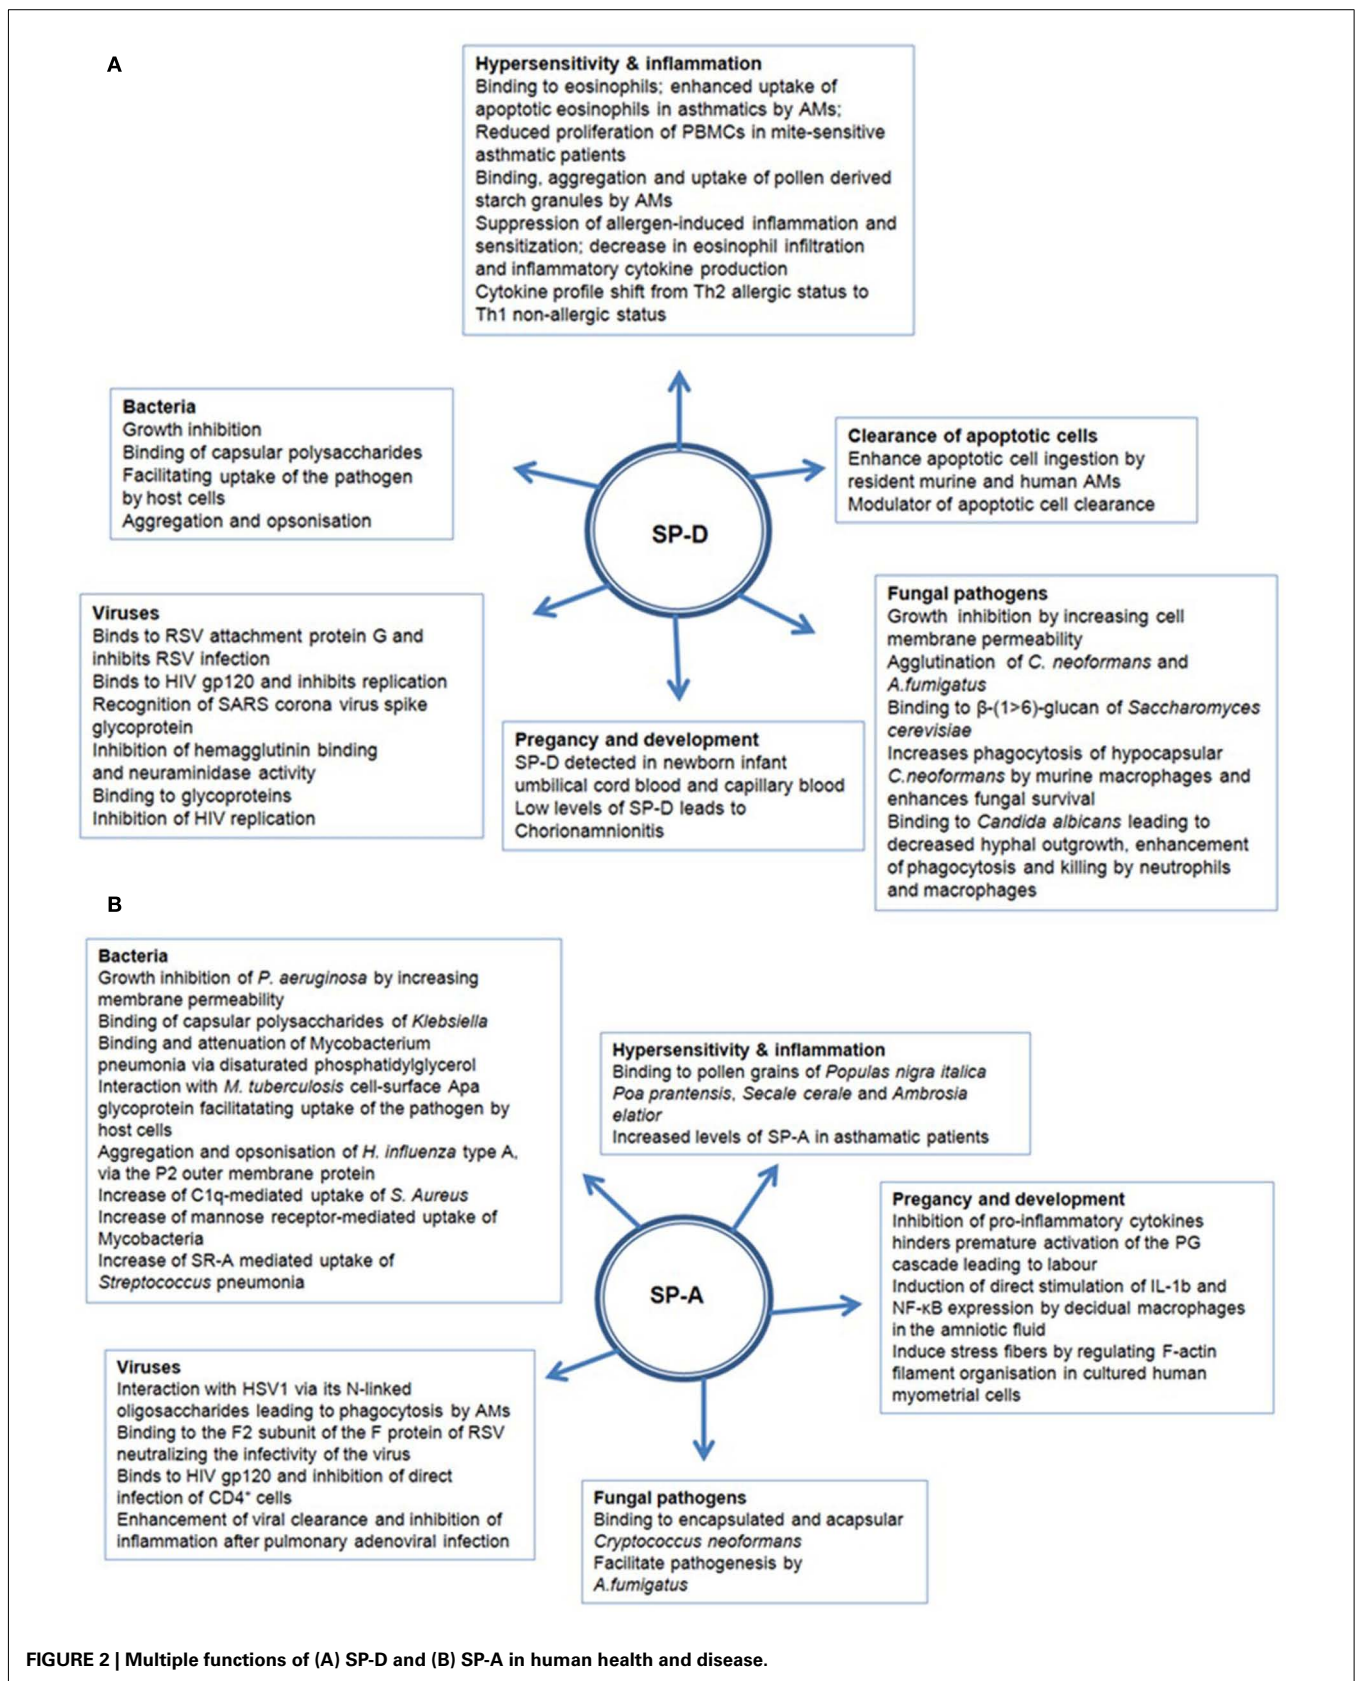 A
Hypersensitivity & inflammation
Binding to eosinophils; enhanced uptake of
apoptotic eosinophils in asthmatics by AMs;
Reduced proliferation of PBMCs in mite-sensitive
asthmatic patients
Binding, aggregation and uptake of pollen derived
starch granules by AMs
Suppression of allergen-induced inflammation and
sensitization; decrease in eosinophil infiltration
and inflammatory cytokine production
Cytokine profile shift from Th2 allergic status to
Th1 non-allergic status
Bacteria
Growth inhibition
Binding of capsular polysaccharides
Facilitating uptake of the pathogen
by host cells
Aggregation and opsonisation
Clearance of apoptotic cells
Enhance apoptotic cell ingestion by
resident murine and human AMs
Modulator of apoptotic cell clearance
SP-D
Viruses
Binds to RSV attachment protein G and
inhibits RSV infection
Binds to HIV gp120 and inhibits replication
Recognition of SARS corona virus spike
glycoprotein
Inhibition of hemagglutinin binding
and neuraminidase activity
Binding to glycoproteins
Inhibition of HIV replication
Pregancy and development
SP-D detected in newborn infant
umbilical cord blood and capillary blood
Low levels of SP-D leads to
Chorionamnionitis
Fungal pathogens
Growth inhibition by increasing cell
membrane permeability
Agglutination of C. neoformans and
A.fumigatus
Binding to β-(1>6)-glucan of Saccharomyces
cerevisiae
Increases phagocytosis of hypocapsular
C.neoformans by murine macrophages and
enhances fungal survival
Binding to Candida albicans leading to
decreased hyphal outgrowth, enhancement
of phagocytosis and killing by neutrophils
and macrophages
B
Bacteria
Growth inhibition of P. aeruginosa by increasing
membrane permeability
Binding of capsular polysaccharides of Klebsiella
Binding and attenuation of Mycobacterium
pneumonia via disaturated phosphatidylglycerol
Interaction with M. tuberculosis cell-surface Apa
glycoprotein facilitatating uptake of the pathogen by
host cells
Aggregation and opsonisation of H. influenza type A,
via the P2 outer membrane protein
Increase of C1q-mediated uptake of S. Aureus
Increase of mannose receptor-mediated uptake of
Mycobacteria
Increase of SR-A mediated uptake of
Streptococcus pneumonia
Hypersensitivity & inflammation
Binding to pollen grains of Populas nigra italica
Poa prantensis, Secale cerale and Ambrosia
elatior
Increased levels of SP-A in asthamatic patients
Pregancy and development
Inhibition of pro-inflammatory cytokines
hinders premature activation of the PG
cascade leading to labour
Induction of direct stimulation of IL-1b and
NF-κB expression by decidual macrophages
in the amniotic fluid
Induce stress fibers by regulating F-actin
filament organisation in cultured human
myometrial cells
SP-A
Viruses
Interaction with HSV1 via its N-linked
oligosaccharides leading to phagocytosis by AMs
Binding to the F2 subunit of the F protein of RSV
neutralizing the infectivity of the virus
Binds to HIV gp120 and inhibition of direct
infection of CD4⁺ cells
Enhancement of viral clearance and inhibition of
inflammation after pulmonary adenoviral infection
Fungal pathogens
Binding to encapsulated and acapsular
Cryptococcus neoformans
Facilitate pathogenesis by
A.fumigatus
FIGURE 2 | Multiple functions of (A) SP-D and (B) SP-A in human health and disease.